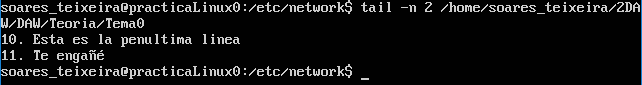 soares_teixeira@practicaLinux0:/etc/network$ tail -n 2 /home/soares_teixeira/2DA
W/DAW/Teoria/Tema0
10. Esta es la penultima linea
11. Te engañé
soares_teixeira@practicaLinux0:/etc/network$ _